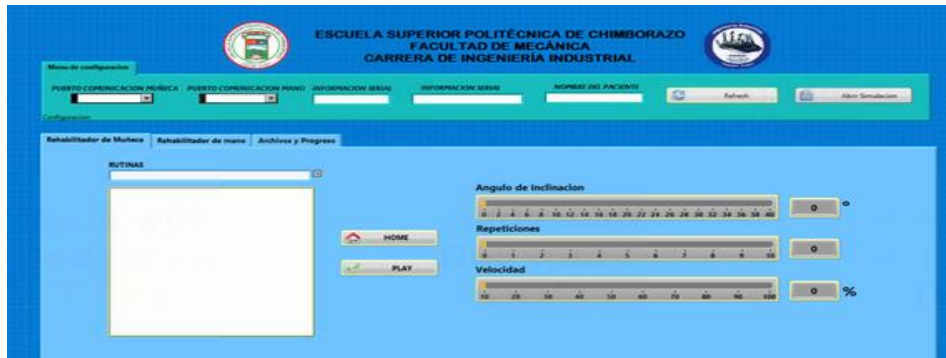 ESCUELA SUPERIOR POLITÉCNICA DE CHIMBORAZO
FACULTAD DE MECÁNICA
CARRERA DE INGENIERÍA INDUSTRIAL
Menu de configuracion
PUERTO COMUNICACION MUÑECA PUERTO COMUNICACION MANO INFORMACION SERIAL INFORMACION SERIAL NOMBRE DEL PACIENTE
Refresh Abrir Simulacion
Configuracion
Rehabilitador de Muñeca Rehabilitador de mano Archivos y Progreso
RUTINAS
Angulo de Inclinacion
0 2 4 6 8 10 12 14 16 18 20 22 24 26 28 30 32 34 36 38 40
0 °
Repeticiones
HOME
0 1 2 3 4 5 6 7 8 9 10
0
Velocidad
PLAY
10 20 30 40 50 60 70 80 90 100
0 %